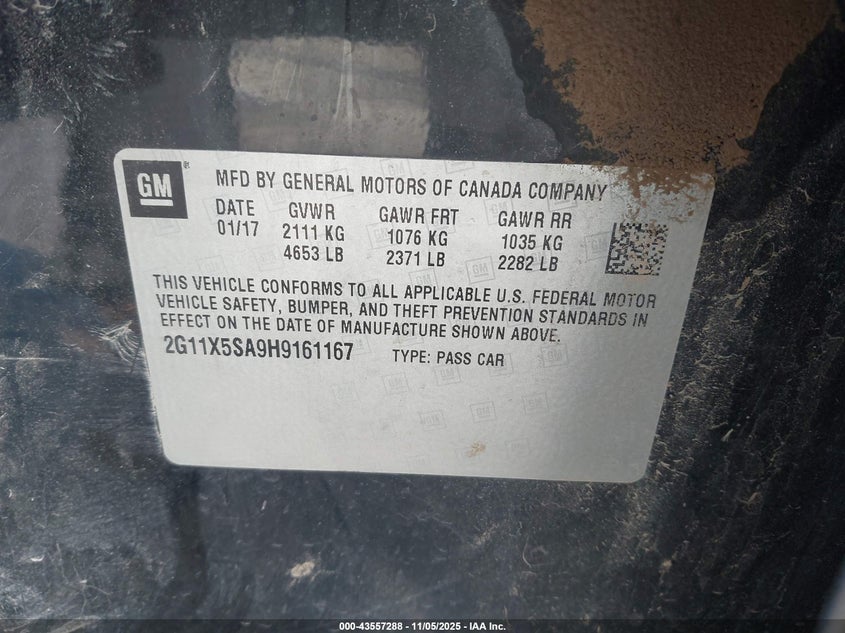 GM
MFD BY GENERAL MOTORS OF CANADA COMPANY
DATE GVWR GAWR FRT GAWR RR
01/17 2111 KG 1076 KG 1035 KG
4653 LB 2371 LB 2282 LB
THIS VEHICLE CONFORMS TO ALL APPLICABLE U.S. FEDERAL MOTOR
VEHICLE SAFETY, BUMPER, AND THEFT PREVENTION STANDARDS IN
EFFECT ON THE DATE OF MANUFACTURE SHOWN ABOVE.
2G11X5SA9H9161167 TYPE: PASS CAR
000-43557288 - 11/05/2025 - IAA Inc.